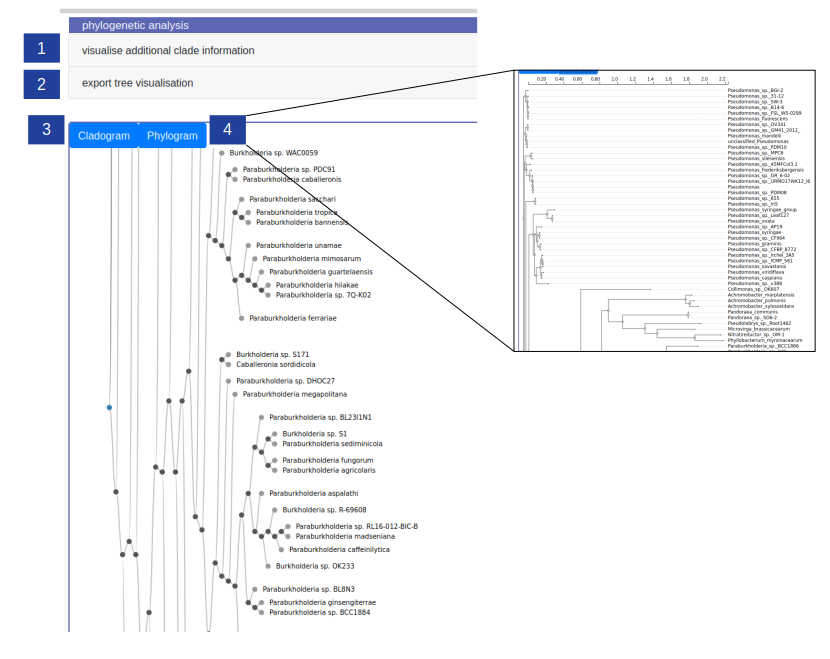 phylogenetic analysis
1
visualise additional clade information
2
export tree visualisation
3
Cladogram
Phylogram
4
Burkholderia sp. WAC0059
Paraburkholderia sp. PDC91
Paraburkholderia caballeronis
Paraburkholderia sacchari
Paraburkholderia tropica
Paraburkholderia bannensis
Paraburkholderia unamae
Paraburkholderia mimosarum
Paraburkholderia guartelaensis
Paraburkholderia hiiakae
Paraburkholderia sp. 7Q-K02
Paraburkholderia ferrariae
Burkholderia sp. S171
Caballeronia sordidicola
Paraburkholderia sp. DHOC27
Paraburkholderia megapolitana
Paraburkholderia sp. BL23I1N1
Burkholderia sp. S1
Paraburkholderia sediminicola
Paraburkholderia fungorum
Paraburkholderia agricolaris
Paraburkholderia aspalathi
Burkholderia sp. R-69608
Paraburkholderia sp. RL16-012-BIC-B
Paraburkholderia madseniana
Paraburkholderia caffeinilytica
Burkholderia sp. OK233
Paraburkholderia sp. BL8N3
Paraburkholderia ginsengiterrae
Paraburkholderia sp. BCC1884
0.20 0.40 0.60 0.80 1.0 1.2 1.4 1.6 1.8 2.0 2.2
Pseudomonas_sp._BGI-2
Pseudomonas_sp._31-12
Pseudomonas_sp._SW-3
Pseudomonas_sp._B14-6
Pseudomonas_sp._FSL_W5-0299
Pseudomonas_fluorescens
Pseudomonas_sp._OV341
Pseudomonas_sp._GM41_2012_
Pseudomonas_mandelii
unclassified_Pseudomonas
Pseudomonas_sp._PDM10
Pseudomonas_sp._MPC6
Pseudomonas_silesiensis
Pseudomonas_sp._45MFCol3.1
Pseudomonas_frederiksbergensis
Pseudomonas_sp._GR_6-02
Pseudomonas_sp._URMO17WK12_I6
Pseudomonas
Pseudomonas_sp._PDM08
Pseudomonas_sp._655
Pseudomonas_sp._In5
Pseudomonas_syringae_group
Pseudomonas_sp._Leaf127
Pseudomonas_ovata
Pseudomonas_sp._AP19
Pseudomonas_syringae
Pseudomonas_sp._CF964
Pseudomonas_graminis
Pseudomonas_sp._CFBP_8772
Pseudomonas_sp._Irchel_3A5
Pseudomonas_sp._ICMP_561
Pseudomonas_savastanoi
Pseudomonas_viridiflava
Pseudomonas_caspiana
Pseudomonas_sp._v388
Collimonas_sp._OK607
Achromobacter_marplatensis
Achromobacter_pulmonis
Achromobacter_xylosoxidans
Pandoraea_communis
Pandoraea_sp._SD6-2
Pseudolabrys_sp._Root1462
Microvirga_brassicacearum
Nitratireductor_sp._OM-1
Phyllobacterium_myrsinacearum
Paraburkholderia_sp._BCC1886